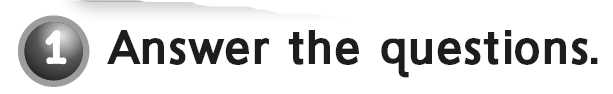 1 Answer the questions.